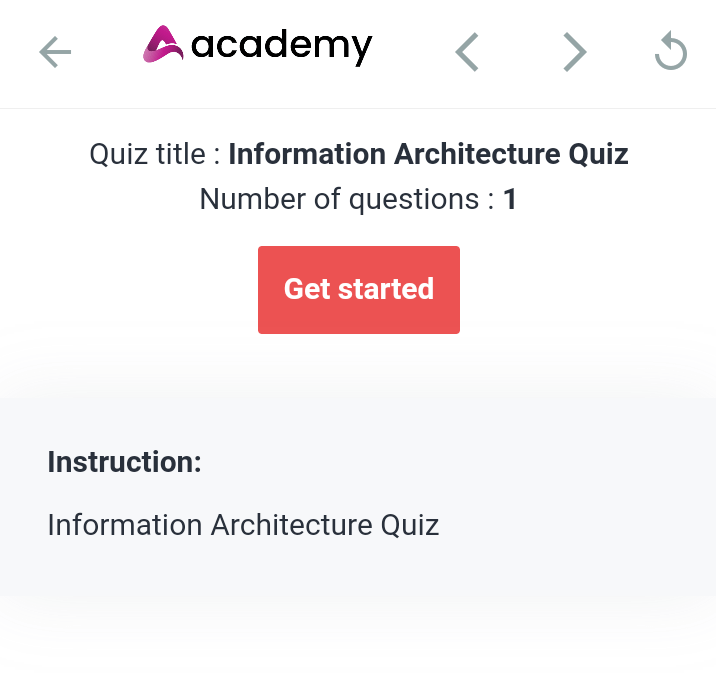 academy
Quiz title : Information Architecture Quiz
Number of questions : 1
Get started
Instruction:
Information Architecture Quiz